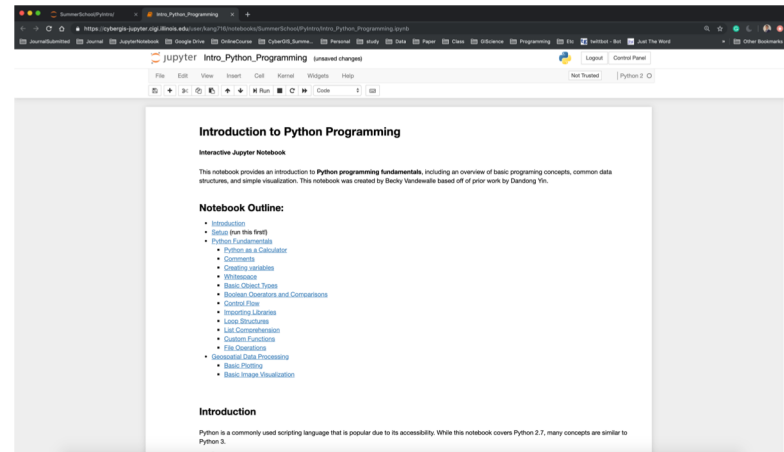 SummerSchool/PyIntro/
Intro_Python_Programming
https://cybergis-jupyter.cigi.illinois.edu/user/kang716/notebooks/SummerSchool/PyIntro/Intro_Python_Programming.ipynb
JournalSubmitted Journal JupyterNotebook Google Drive OnlineCourse CyberGIS_Summe... Personal study Data Paper Class GIScience Programming Etc twittbot - Bot Just The Word » Other Bookmarks
jupyter Intro_Python_Programming (unsaved changes) Logout Control Panel
File Edit View Insert Cell Kernel Widgets Help Not Trusted Python 2
Run Code
Introduction to Python Programming
Interactive Jupyter Notebook
This notebook provides an introduction to Python programming fundamentals, including an overview of basic programing concepts, common data
structures, and simple visualization. This notebook was created by Becky Vandewalle based off of prior work by Dandong Yin.
Notebook Outline:
Introduction
Setup (run this first!)
Python Fundamentals
Python as a Calculator
Comments
Creating variables
Whitespace
Basic Object Types
Boolean Operators and Comparisons
Control Flow
Importing Libraries
Loop Structures
List Comprehension
Custom Functions
File Operations
Geospatial Data Processing
Basic Plotting
Basic Image Visualization
Introduction
Python is a commonly used scripting language that is popular due to its accessibility. While this notebook covers Python 2.7, many concepts are similar to
Python 3.